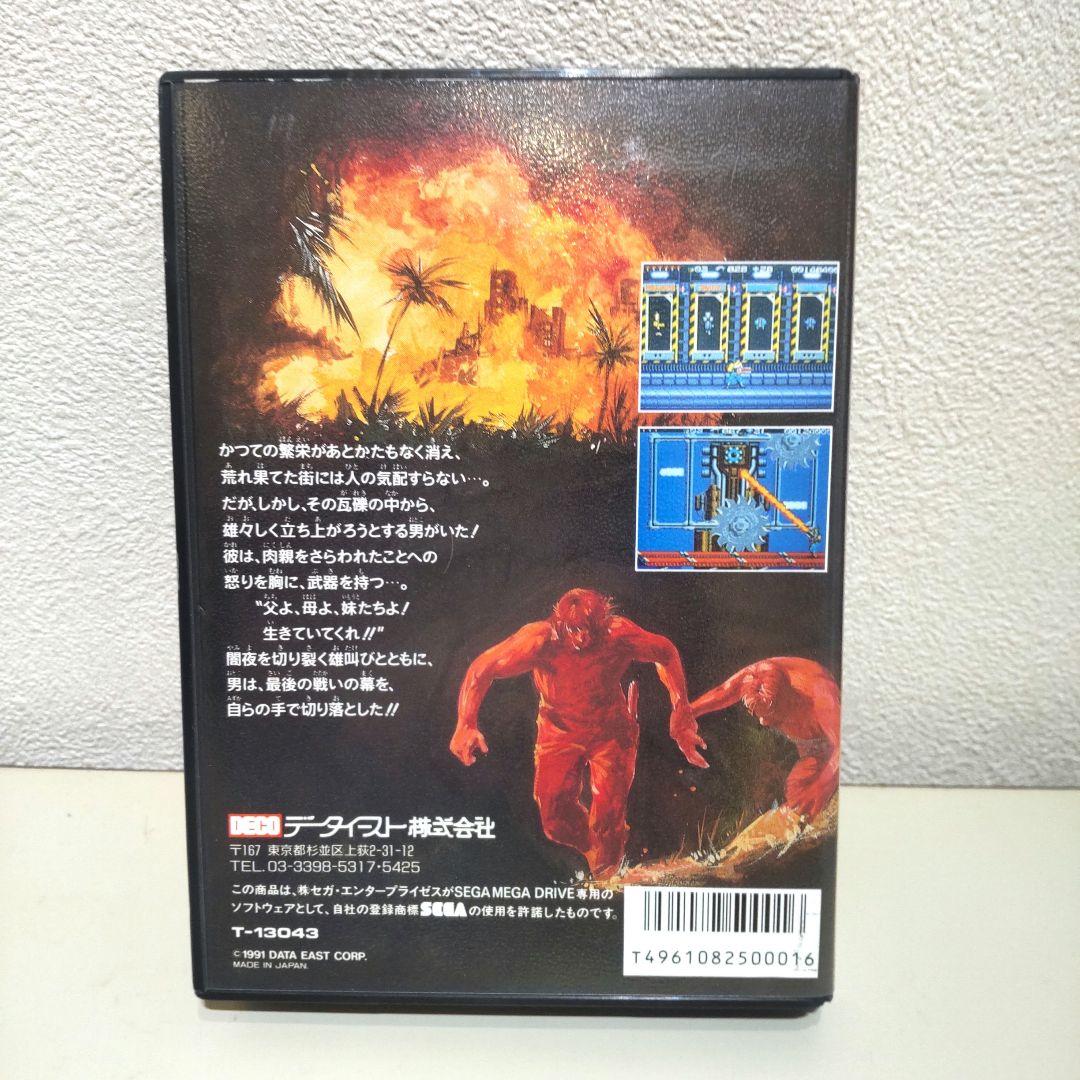 かつての繁栄があとかたもなく消え、
荒れ果てた街には人の気配すらない…。
だが、しかし、その瓦礫の中から、
雄々しく立ち上がろうとする男がいた!
彼は、肉親をさらわれたことへの
怒りを胸に、武器を持つ…。
“父よ、母よ、妹たちよ!
生きていてくれ!!”
闇夜を切り裂く雄叫びとともに、
男は、最後の戦いの幕を、
自らの手で切り落とした!!
DECO データイースト株式会社
〒167 東京都杉並区上荻2-31-12
TEL.03-3398-5317・5425
この商品は、株セガ・エンタープライゼスがSEGA MEGA DRIVE専用の
ソフトウェアとして、自社の登録商標SEGAの使用を許諾したものです。
T-13043
©1991 DATA EAST CORP.
MADE IN JAPAN.
T4961082500016